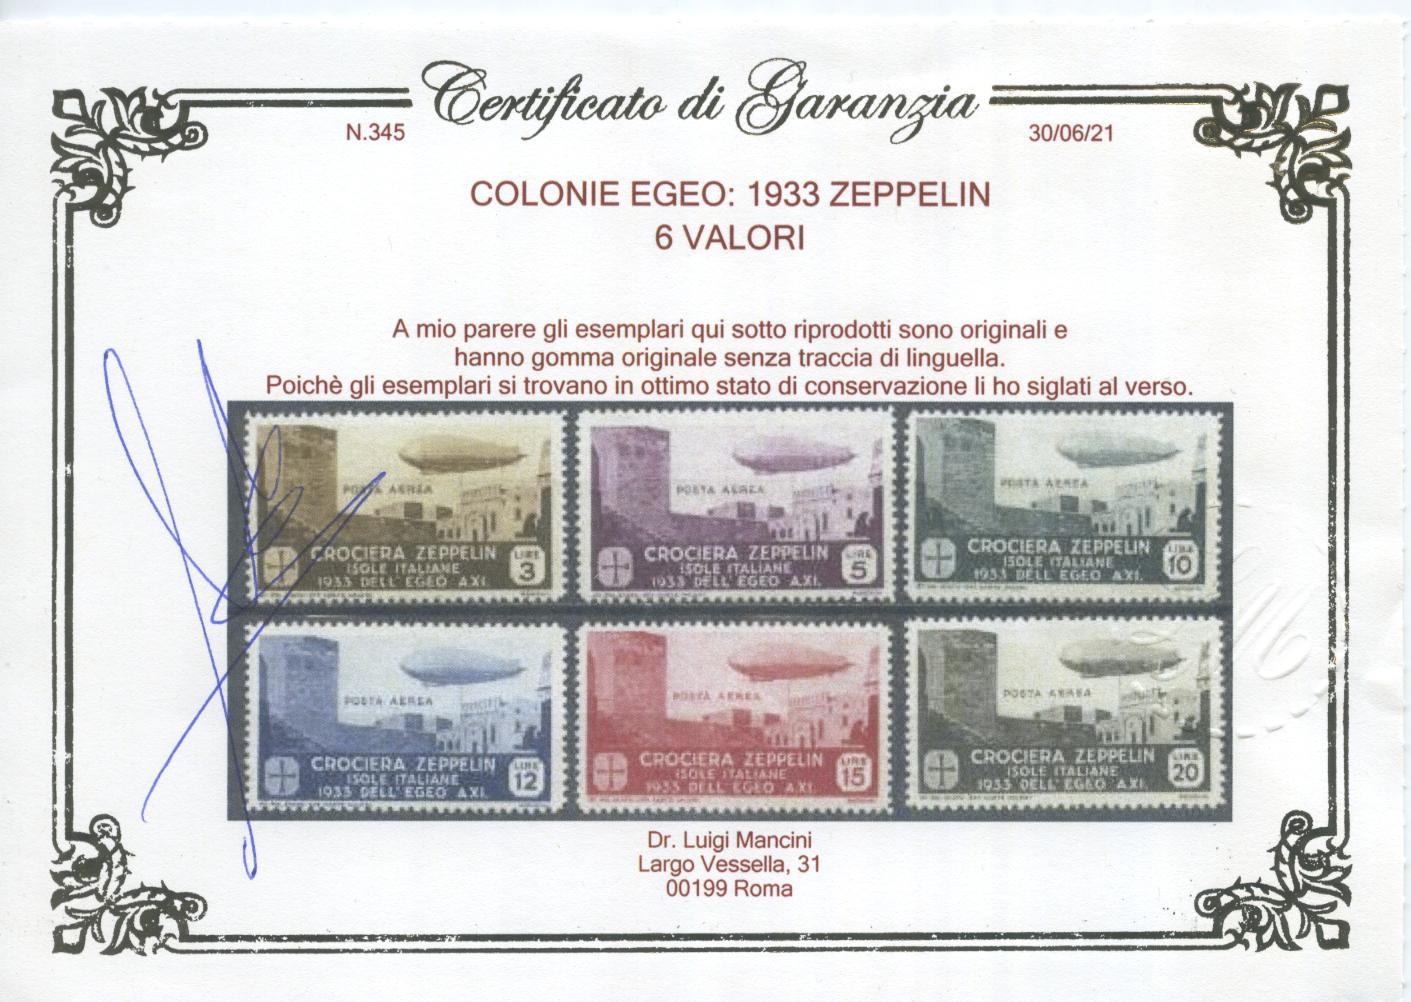 Certificato di Garanzia
N.345
30/06/21
COLONIE EGEO: 1933 ZEPPELIN
6 VALORI
A mio parere gli esemplari qui sotto riprodotti sono originali e
hanno gomma originale senza traccia di linguella.
Poichè gli esemplari si trovano in ottimo stato di conservazione li ho siglati al verso.
POSTA AEREA
CROCIERA ZEPPELIN
ISOLE ITALIANE
1933 DELL'EGEO A.XI.
LIRE
3
POSTA AEREA
CROCIERA ZEPPELIN
ISOLE ITALIANE
1933 DELL'EGEO A.XI.
LIRE
5
POSTA AEREA
CROCIERA ZEPPELIN
ISOLE ITALIANE
1933 DELL'EGEO A.XI.
LIRE
10
POSTA AEREA
CROCIERA ZEPPELIN
ISOLE ITALIANE
1933 DELL'EGEO A.XI.
LIRE
12
POSTA AEREA
CROCIERA ZEPPELIN
ISOLE ITALIANE
1933 DELL'EGEO A.XI.
LIRE
15
POSTA AEREA
CROCIERA ZEPPELIN
ISOLE ITALIANE
1933 DELL'EGEO A.XI.
LIRE
20
Dr. Luigi Mancini
Largo Vessella, 31
00199 Roma